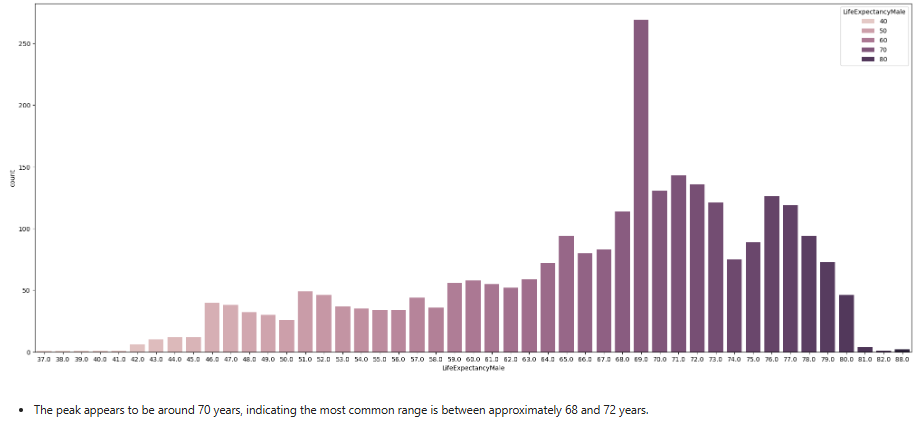 LifeExpectancyMale
40
50
60
70
80
250
200
150
100
50
0
count
37.0 38.0 39.0 40.0 41.0 42.0 43.0 44.0 45.0 46.0 47.0 48.0 49.0 50.0 51.0 52.0 53.0 54.0 55.0 56.0 57.0 58.0 59.0 60.0 61.0 62.0 63.0 64.0 65.0 66.0 67.0 68.0 69.0 70.0 71.0 72.0 73.0 74.0 75.0 76.0 77.0 78.0 79.0 80.0 81.0 82.0 88.0
LifeExpectancyMale
• The peak appears to be around 70 years, indicating the most common range is between approximately 68 and 72 years.